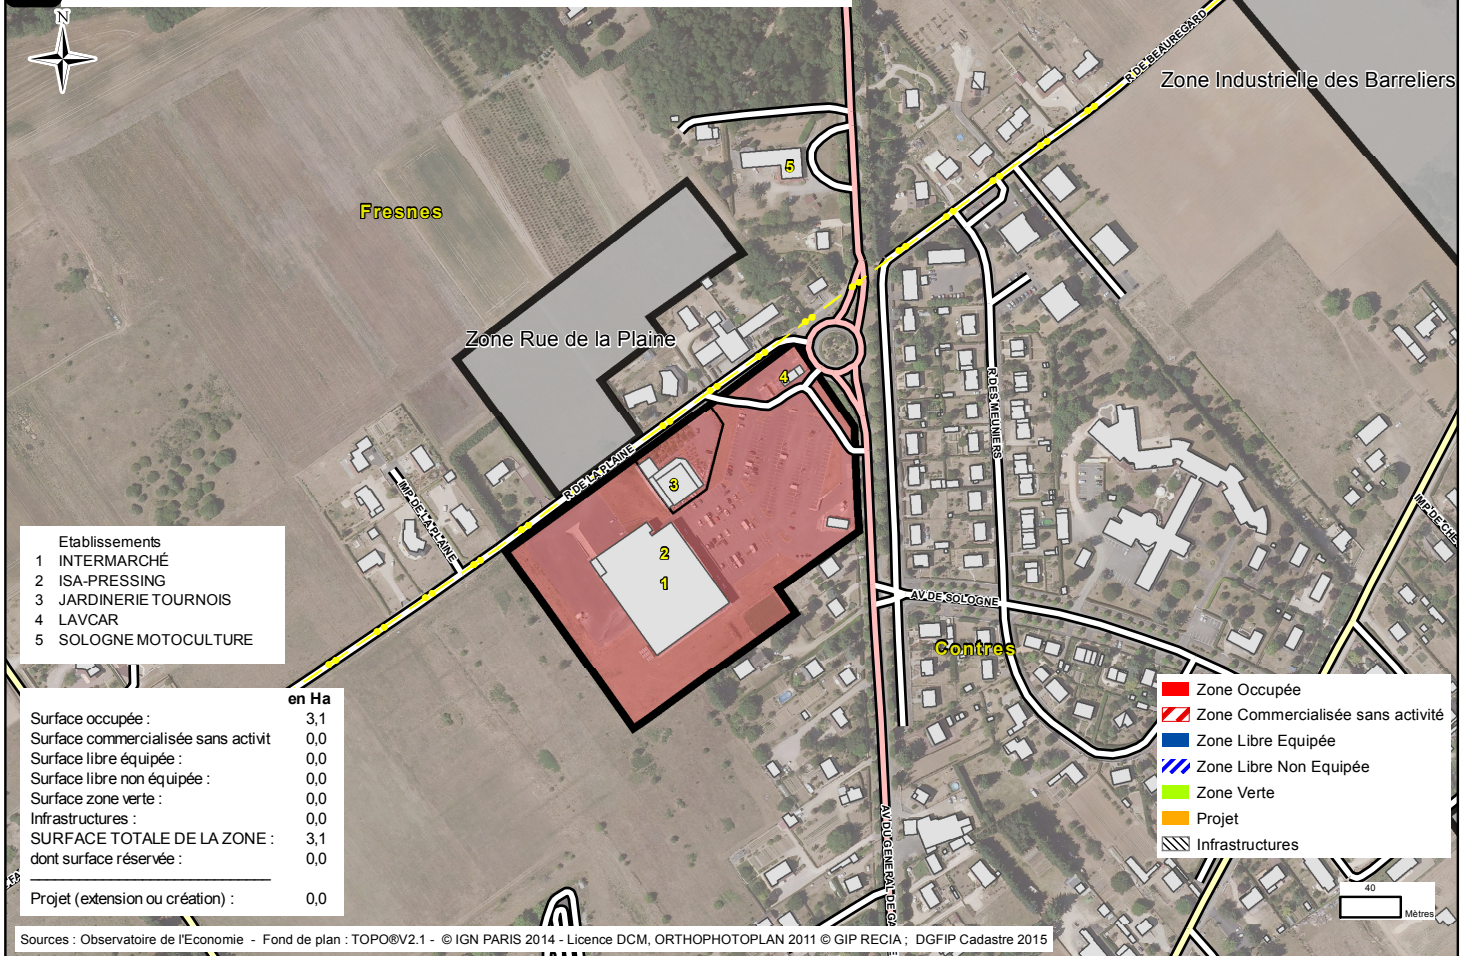 N
R DE BEAUREGARD
Zone Industrielle des Barreliers
5
Fresnes
Zone Rue de la Plaine
4
R DES MEUNIERS
R DE LA PLAINE
3
IMP DE LA PLAINE
2
1
AV DE SOLOGNE
Contres
AV DU GENERAL DE GA
IMP DE CHE
Etablissements
1 INTERMARCHÉ
2 ISA-PRESSING
3 JARDINERIE TOURNOIS
4 LAVCAR
5 SOLOGNE MOTOCULTURE
en Ha
Surface occupée : 3,1
Surface commercialisée sans activit 0,0
Surface libre équipée : 0,0
Surface libre non équipée : 0,0
Surface zone verte : 0,0
Infrastructures : 0,0
SURFACE TOTALE DE LA ZONE : 3,1
dont surface réservée : 0,0
Projet (extension ou création) : 0,0
Zone Occupée
Zone Commercialisée sans activité
Zone Libre Equipée
Zone Libre Non Equipée
Zone Verte
Projet
Infrastructures
40
Mètres
Sources : Observatoire de l'Economie - Fond de plan : TOPO®V2.1 - © IGN PARIS 2014 - Licence DCM, ORTHOPHOTOPLAN 2011 © GIP RECIA ; DGFIP Cadastre 2015